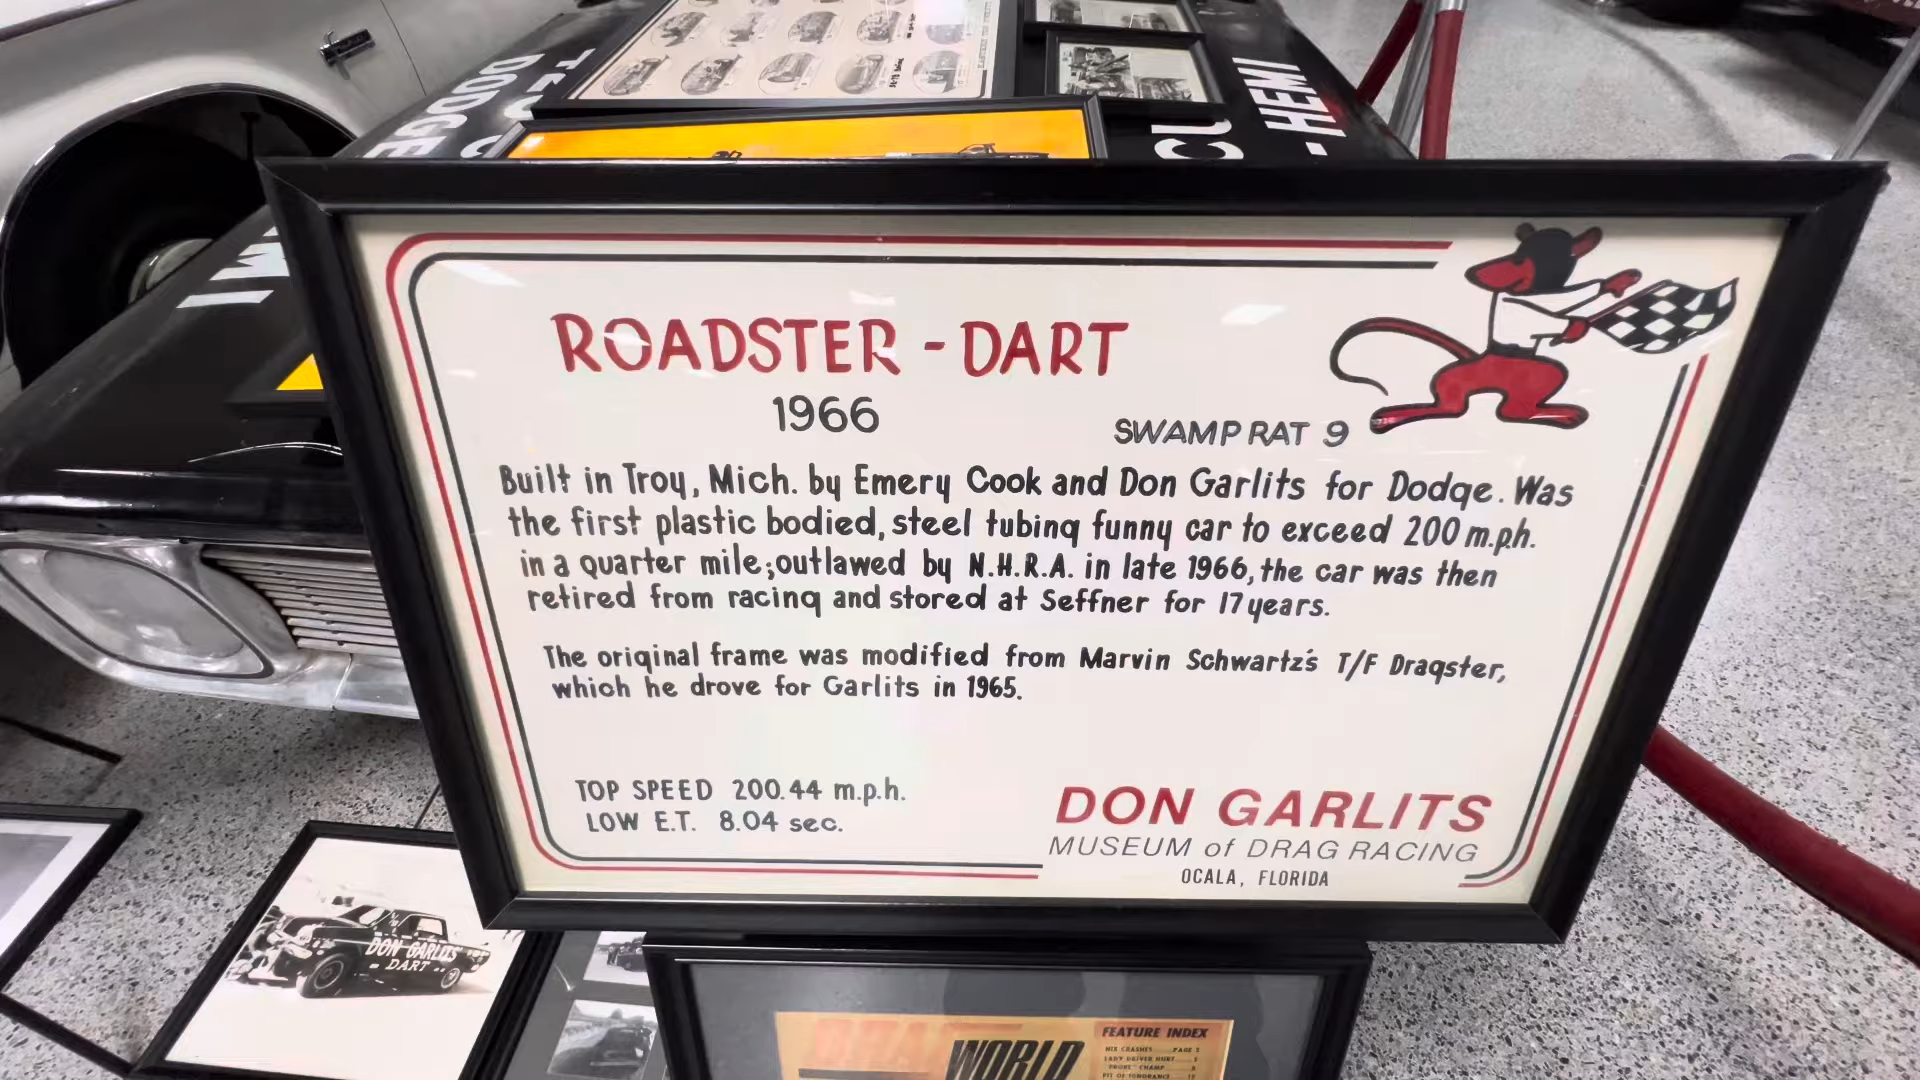 DODGE
- HEMI
ROADSTER - DART
1966
SWAMP RAT 9
Built in Troy, Mich. by Emery Cook and Don Garlits for Dodge. Was
the first plastic bodied, steel tubing funny car to exceed 200 m.p.h.
in a quarter mile; outlawed by N.H.R.A. in late 1966, the car was then
retired from racing and stored at Seffner for 17 years.
The original frame was modified from Marvin Schwartz's T/F Dragster,
which he drove for Garlits in 1965.
TOP SPEED 200.44 m.p.h.
LOW E.T. 8.04 sec.
DON GARLITS
MUSEUM of DRAG RACING
OCALA, FLORIDA
DON GARLITS
DART
WORLD
FEATURE INDEX